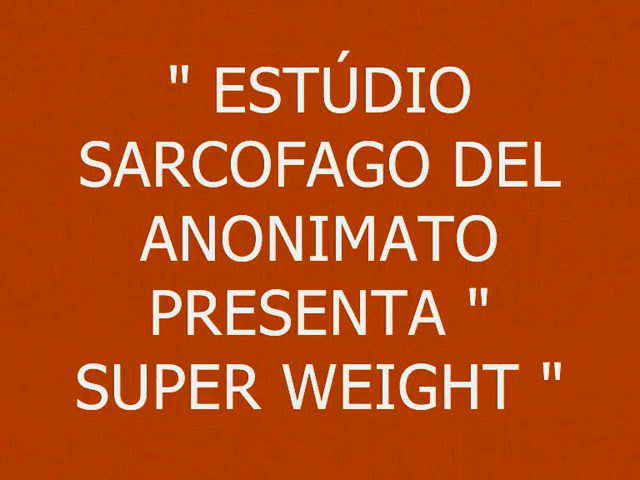 " ESTÚDIO
SARCOFAGO DEL
ANONIMATO
PRESENTA "
SUPER WEIGHT "